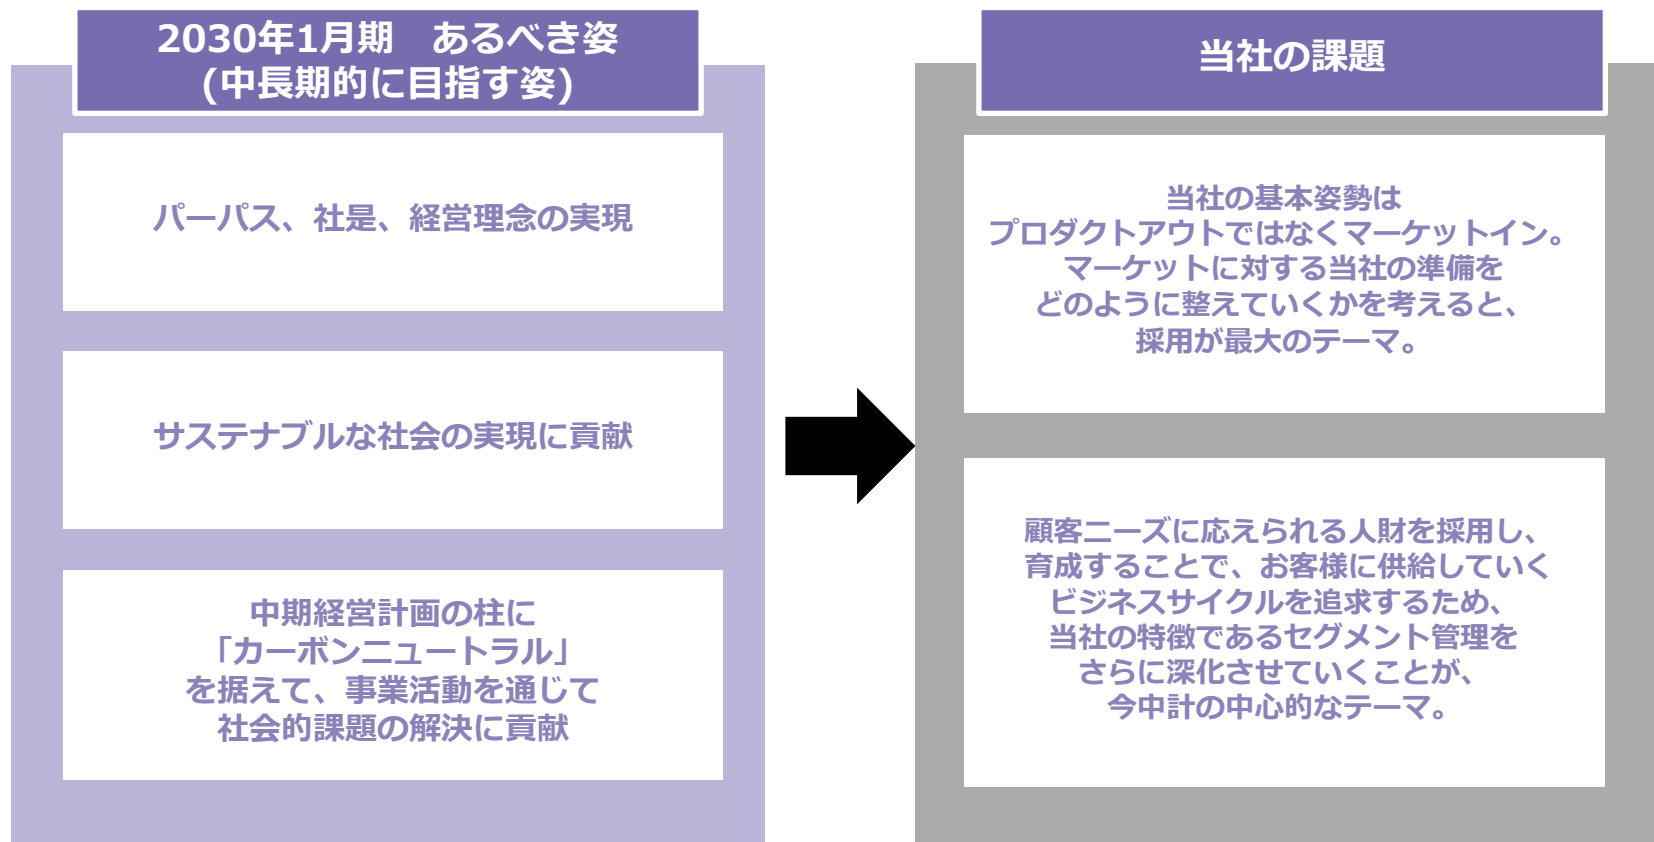 2030年1月期　あるべき姿
(中長期的に目指す姿)
パーパス、社是、経営理念の実現
サステナブルな社会の実現に貢献
中期経営計画の柱に
「カーボンニュートラル」
を据えて、事業活動を通じて
社会的課題の解決に貢献
当社の課題
当社の基本姿勢は
プロダクトアウトではなくマーケットイン。
マーケットに対する当社の準備を
どのように整えていくかを考えると、
採用が最大のテーマ。
顧客ニーズに応えられる人財を採用し、
育成することで、お客様に供給していく
ビジネスサイクルを追求するため、
当社の特徴であるセグメント管理を
さらに深化させていくことが、
今中計の中心的なテーマ。